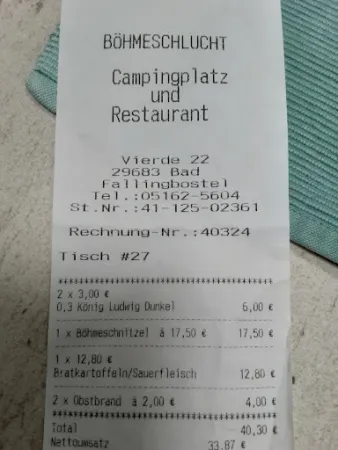 BÖHMESCHLUCHT
Campingplatz
und
Restaurant
Vierde 22
29683 Bad
Fallingbostel
Tel.:05162-5604
St.Nr.:41-125-02361
Rechnung-Nr.:40324
Tisch #27
2 x 3,00 €
0,3 König Ludwig Dunkel 6,00 €
1 x Böhmeschnitzel á 17,50 € 17,50 €
1 x 12,80 €
Bratkartoffeln/Sauerfleisch 12,80 €
2 x Obstbrand à 2,00 € 4,00 €
Total 40,30 €
Nettoumsatz 33,87 €